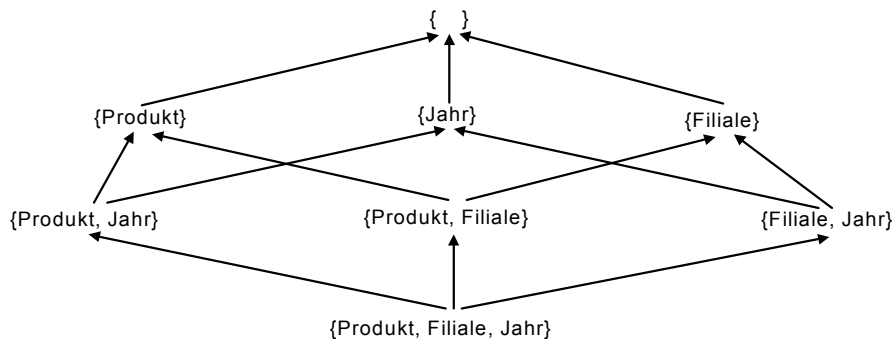 { }
{Produkt} {Jahr} {Filiale}
{Produkt, Jahr} {Produkt, Filiale} {Filiale, Jahr}
{Produkt, Filiale, Jahr}